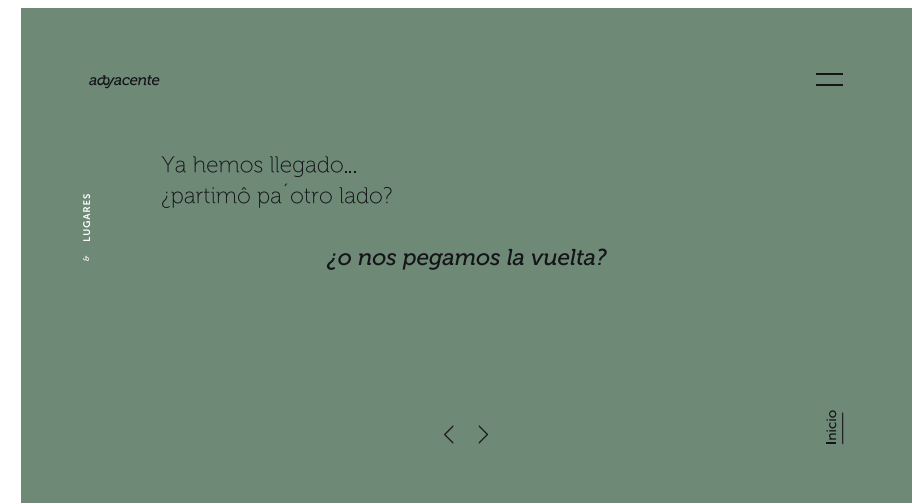 adyacente
Ya hemos llegado...
¿partimô pa´otro lado?
¿o nos pegamos la vuelta?
& LUGARES
Inicio